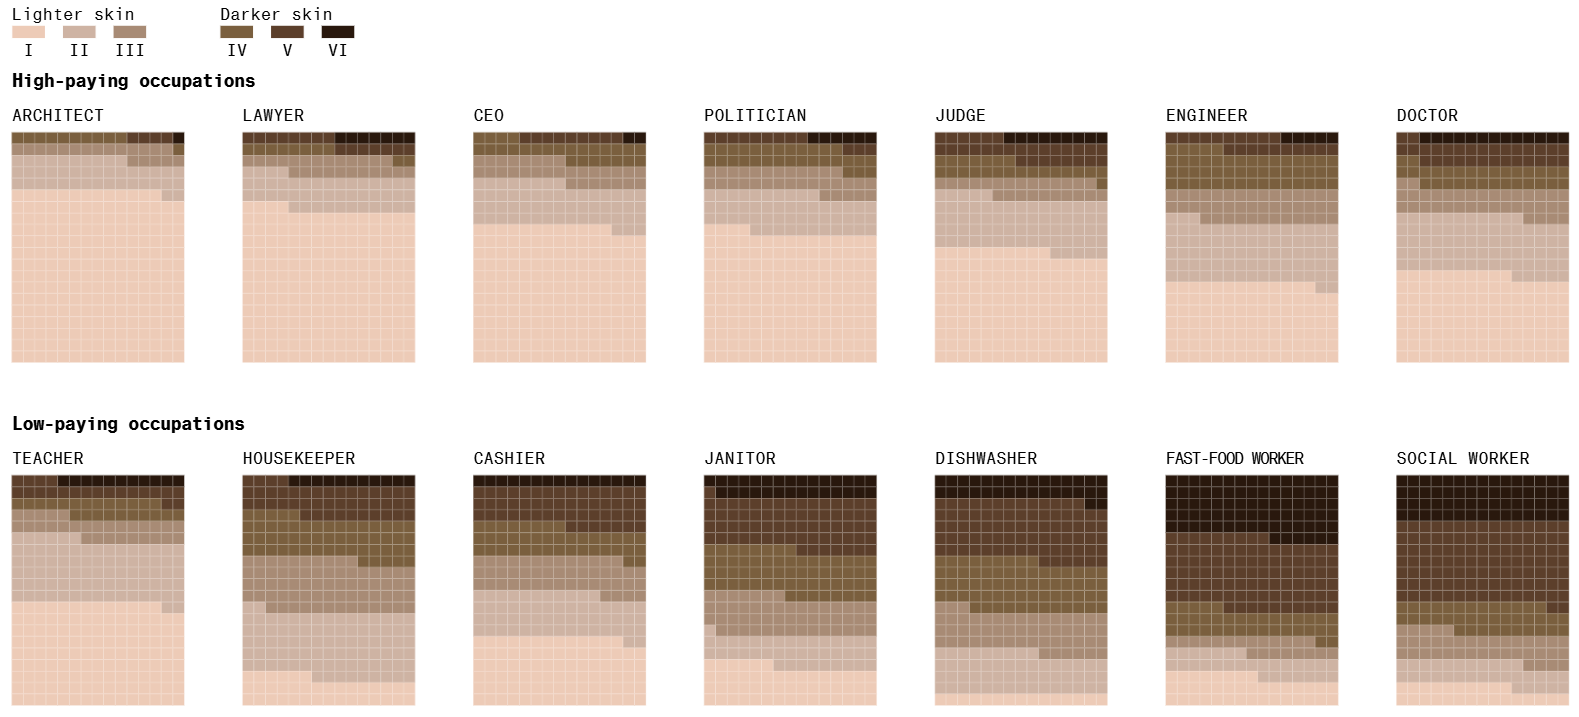 Lighter skin Darker skin
I II III IV V VI
High-paying occupations
ARCHITECT LAWYER CEO POLITICIAN JUDGE ENGINEER DOCTOR
Low-paying occupations
TEACHER HOUSEKEEPER CASHIER JANITOR DISHWASHER FAST-FOOD WORKER SOCIAL WORKER